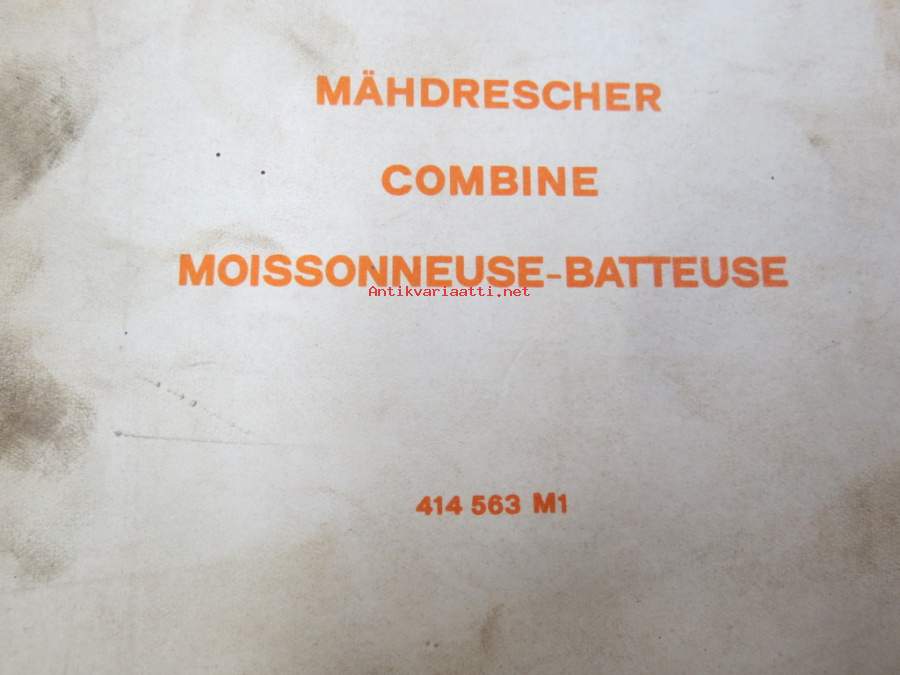 MÄHDRESCHER
COMBINE
MOISSONNEUSE-BATTEUSE
Antikvariaatti.net
414 563 M1